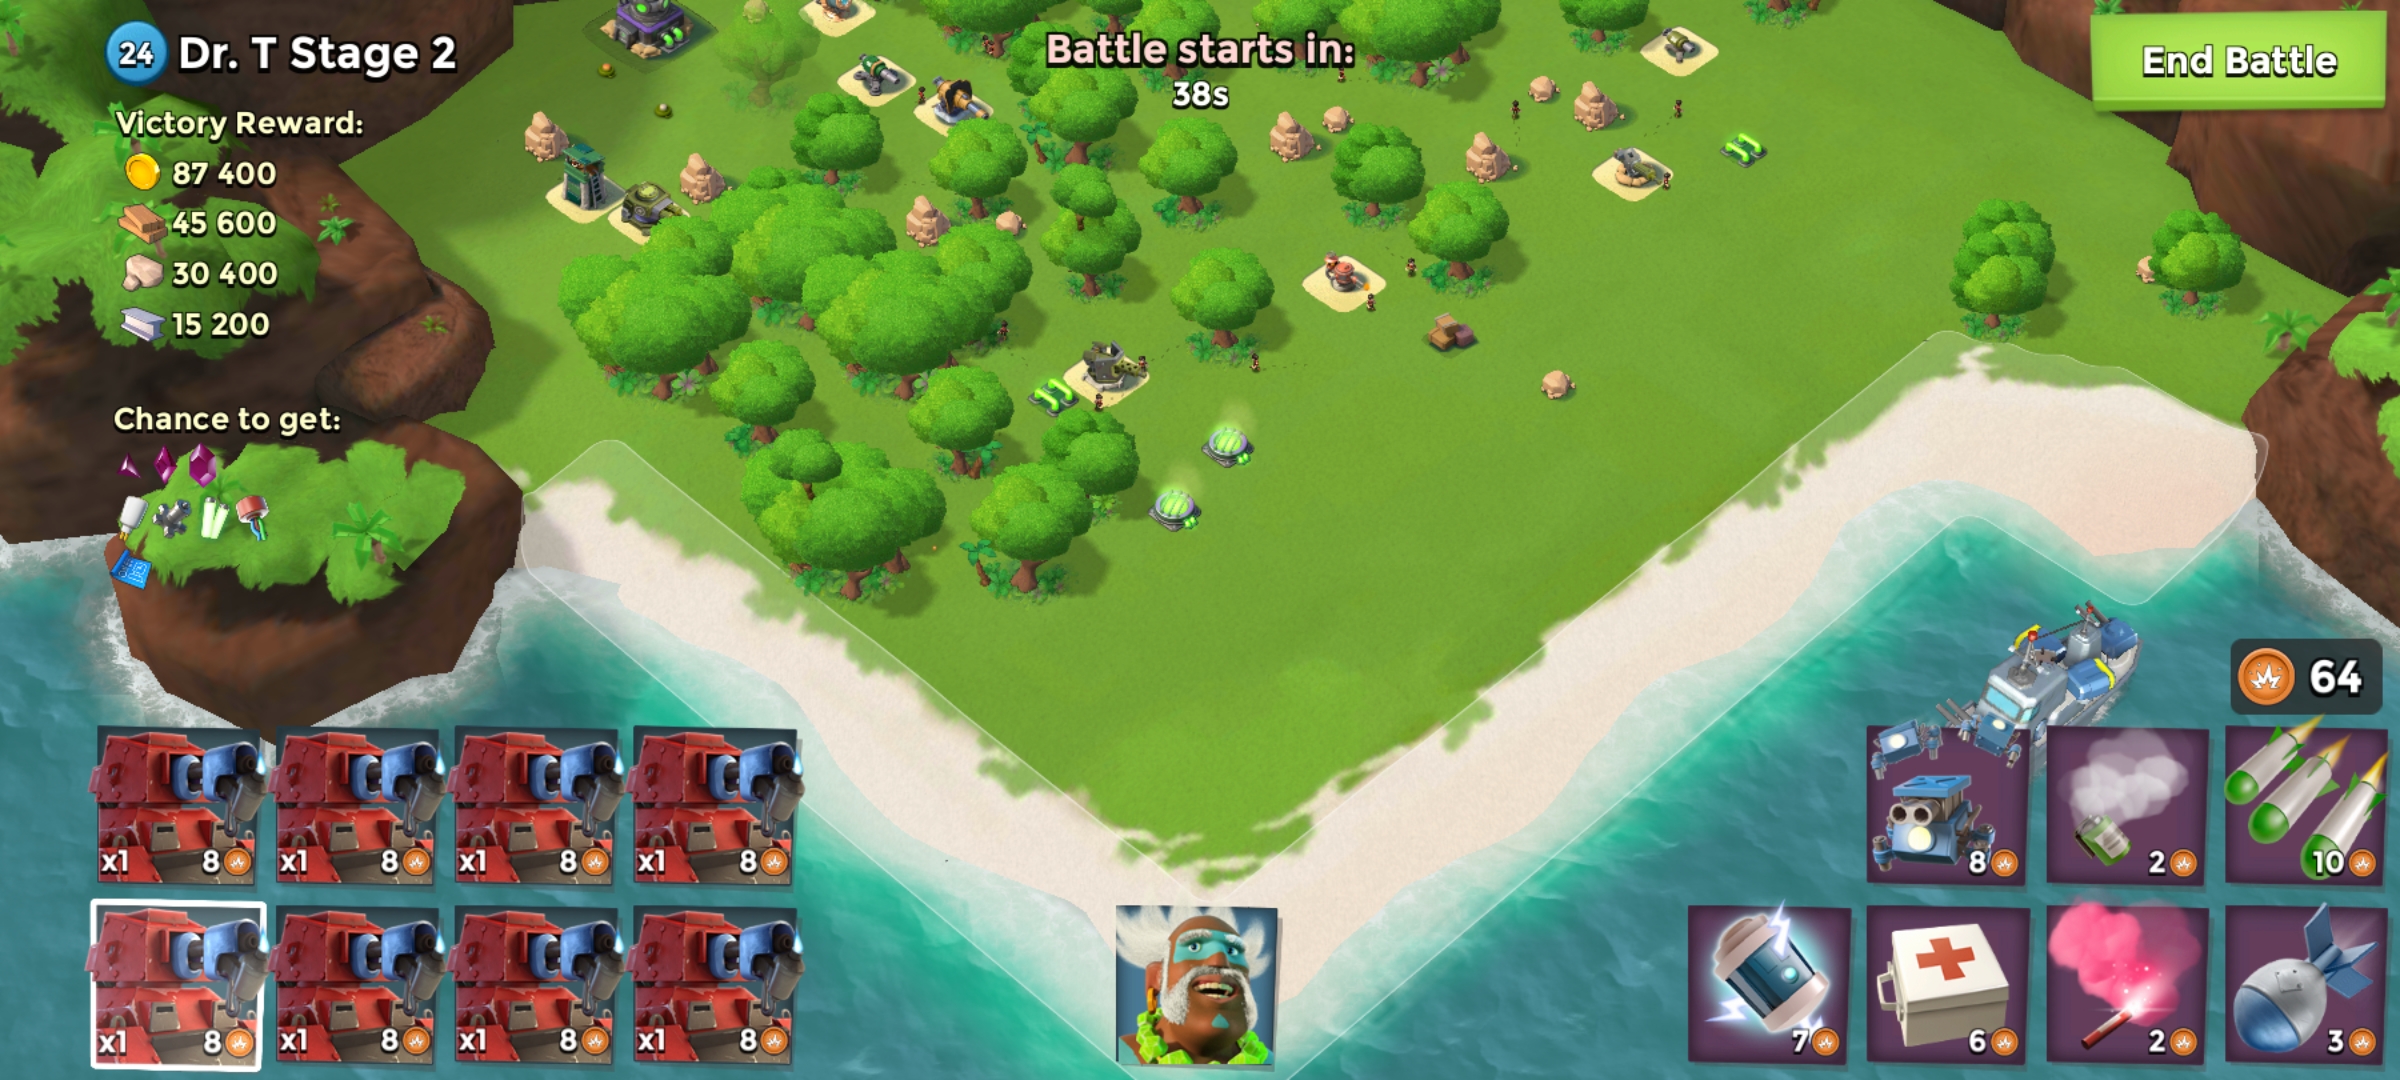 24 Dr. T Stage 2
Battle starts in:
38s
End Battle
Victory Reward:
87 400
45 600
30 400
15 200
Chance to get:
64
x1 8
x1 8
x1 8
x1 8
8
2
10
x1 8
x1 8
x1 8
x1 8
7
6
2
3